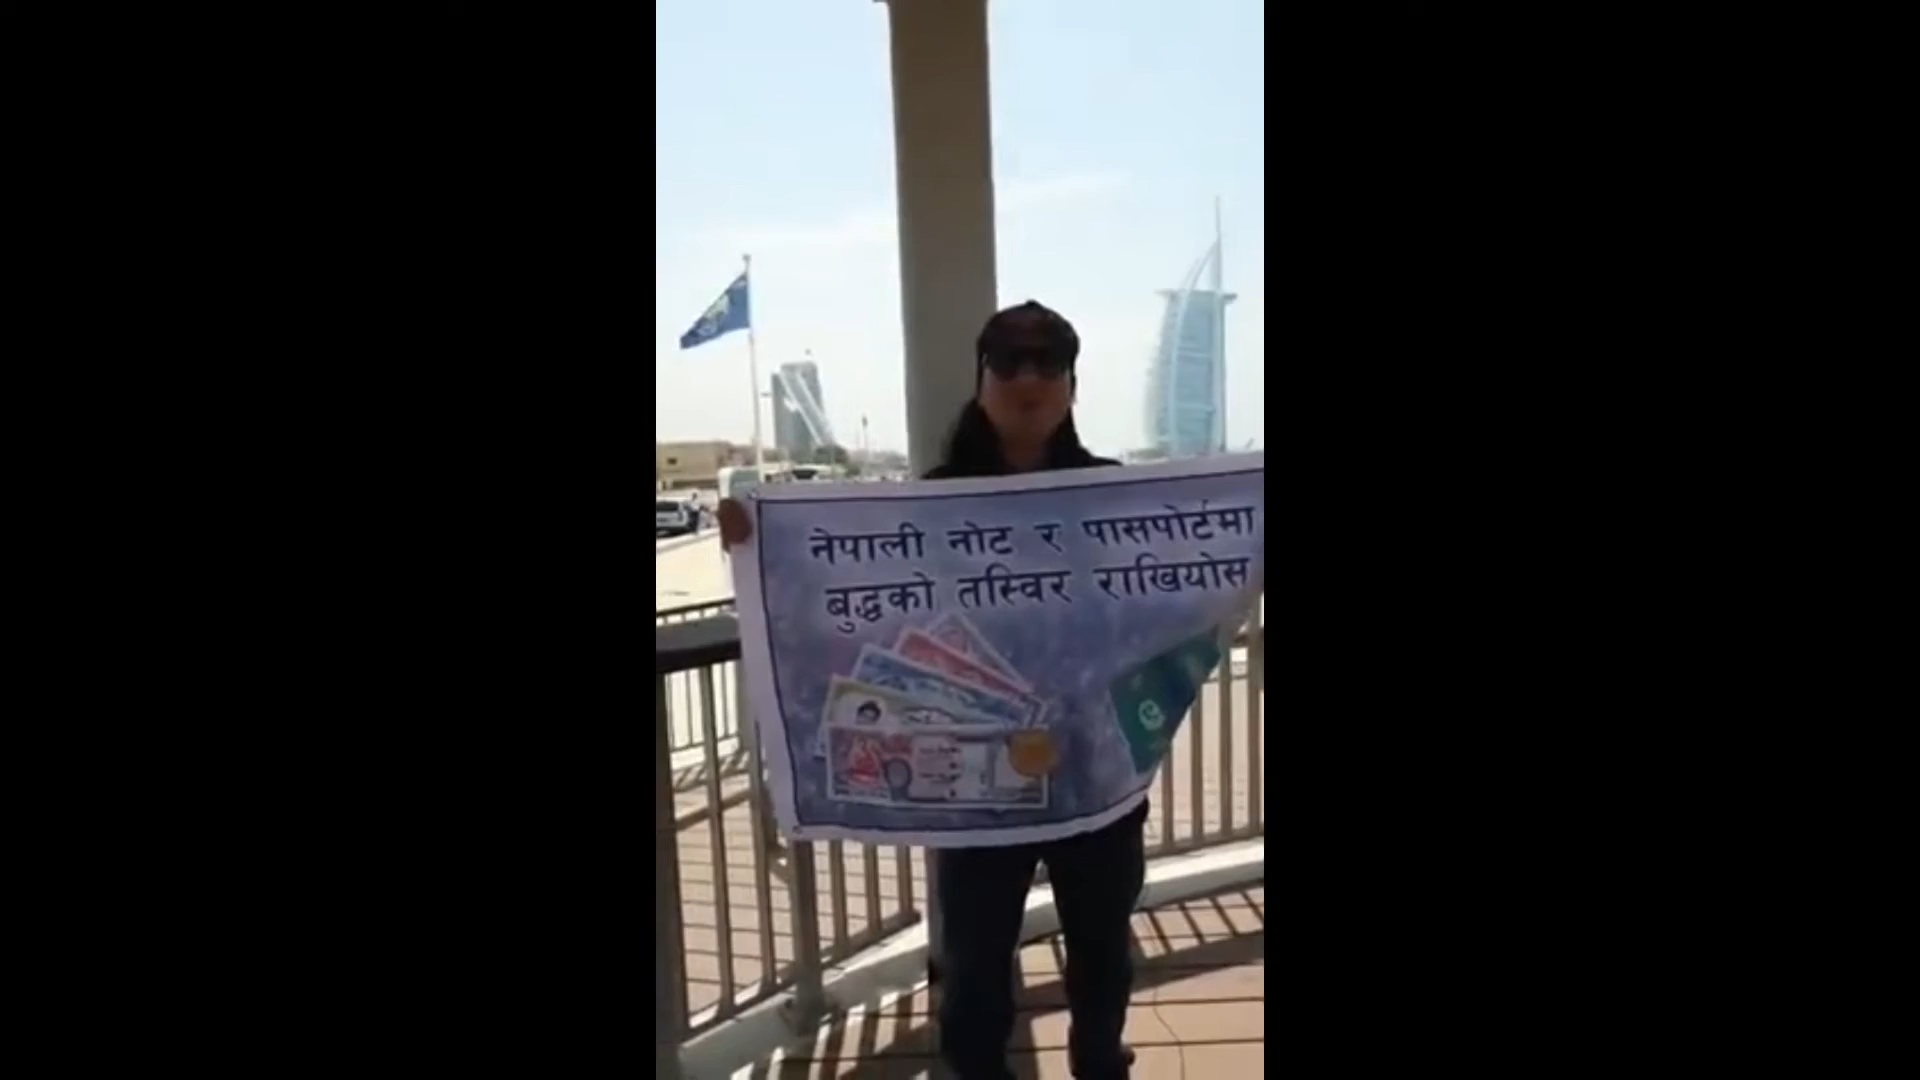 नेपाली नोट र पासपोर्टमा
बुद्धको तस्विर राखियोस